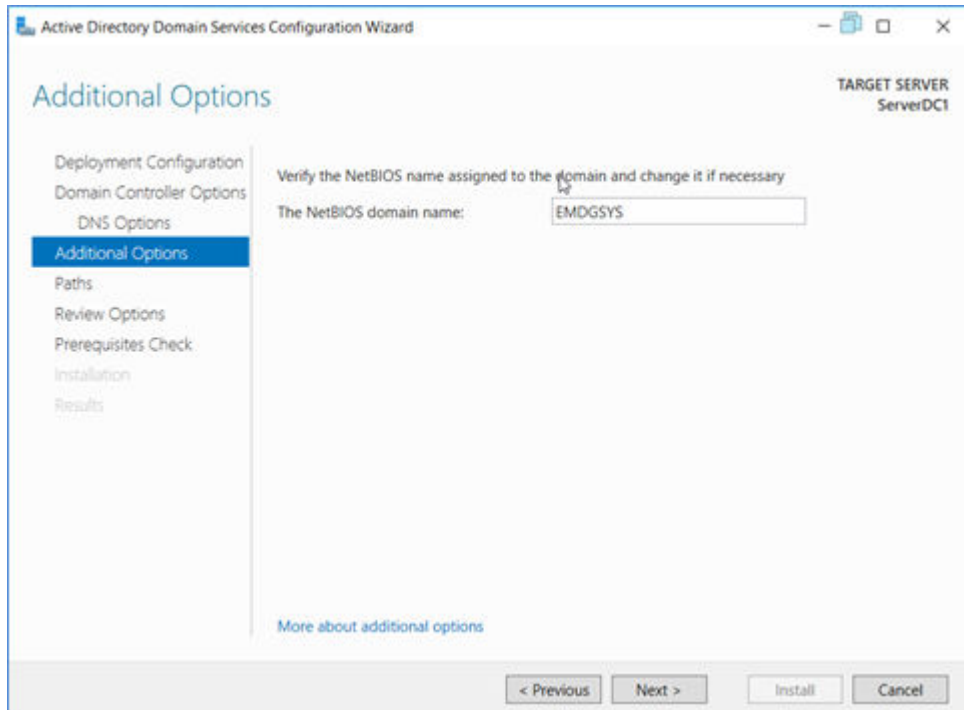 Active Directory Domain Services Configuration Wizard
Additional Options
TARGET SERVER
ServerDC1
Deployment Configuration
Domain Controller Options
DNS Options
Additional Options
Paths
Review Options
Prerequisites Check
Installation
Results
Verify the NetBIOS name assigned to the domain and change it if necessary
The NetBIOS domain name: EMDGSYS
More about additional options
< Previous Next > Install Cancel